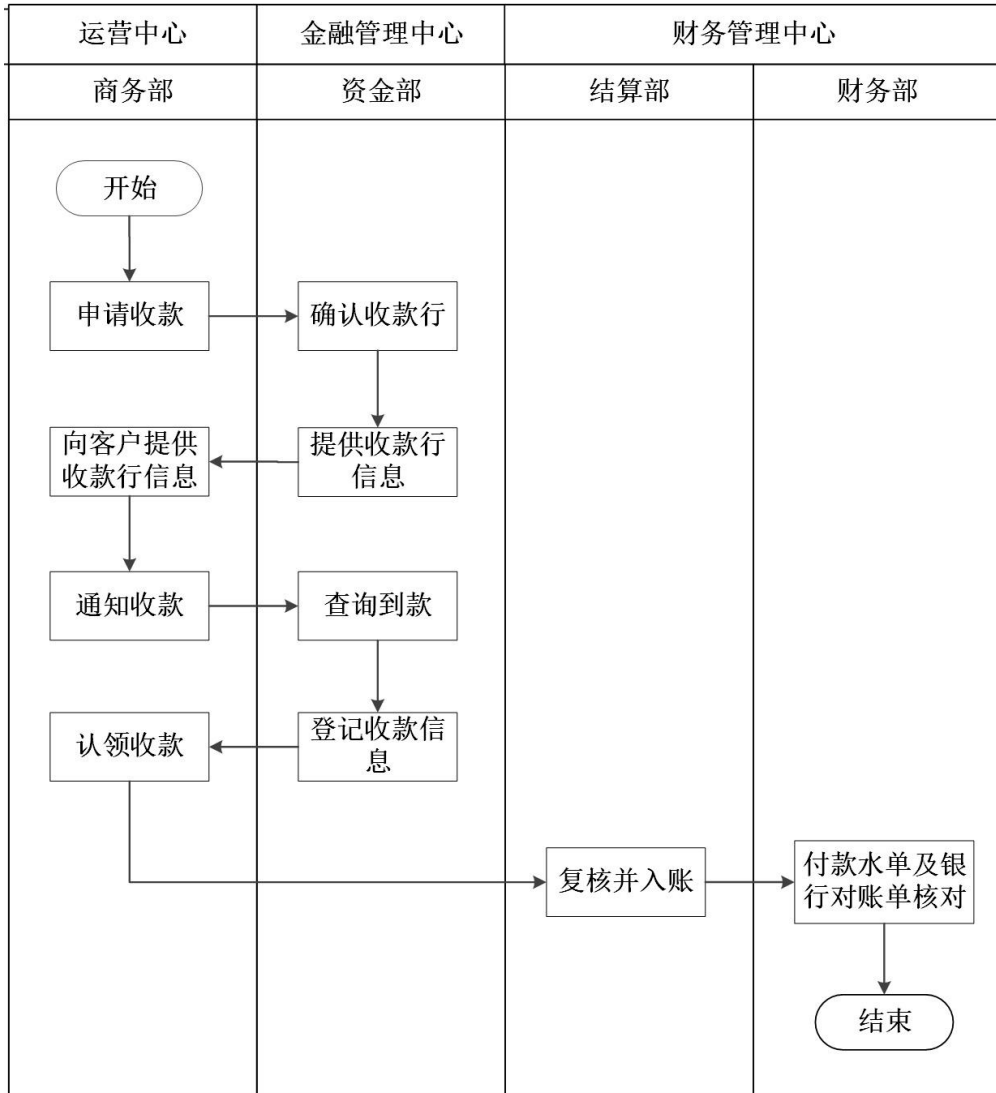 运营中心
金融管理中心
财务管理中心
商务部
资金部
结算部
财务部
开始
申请收款
确认收款行
向客户提供
收款行信息
提供收款行
信息
通知收款
查询到款
认领收款
登记收款信
息
复核并入账
付款水单及银
行对账单核对
结束